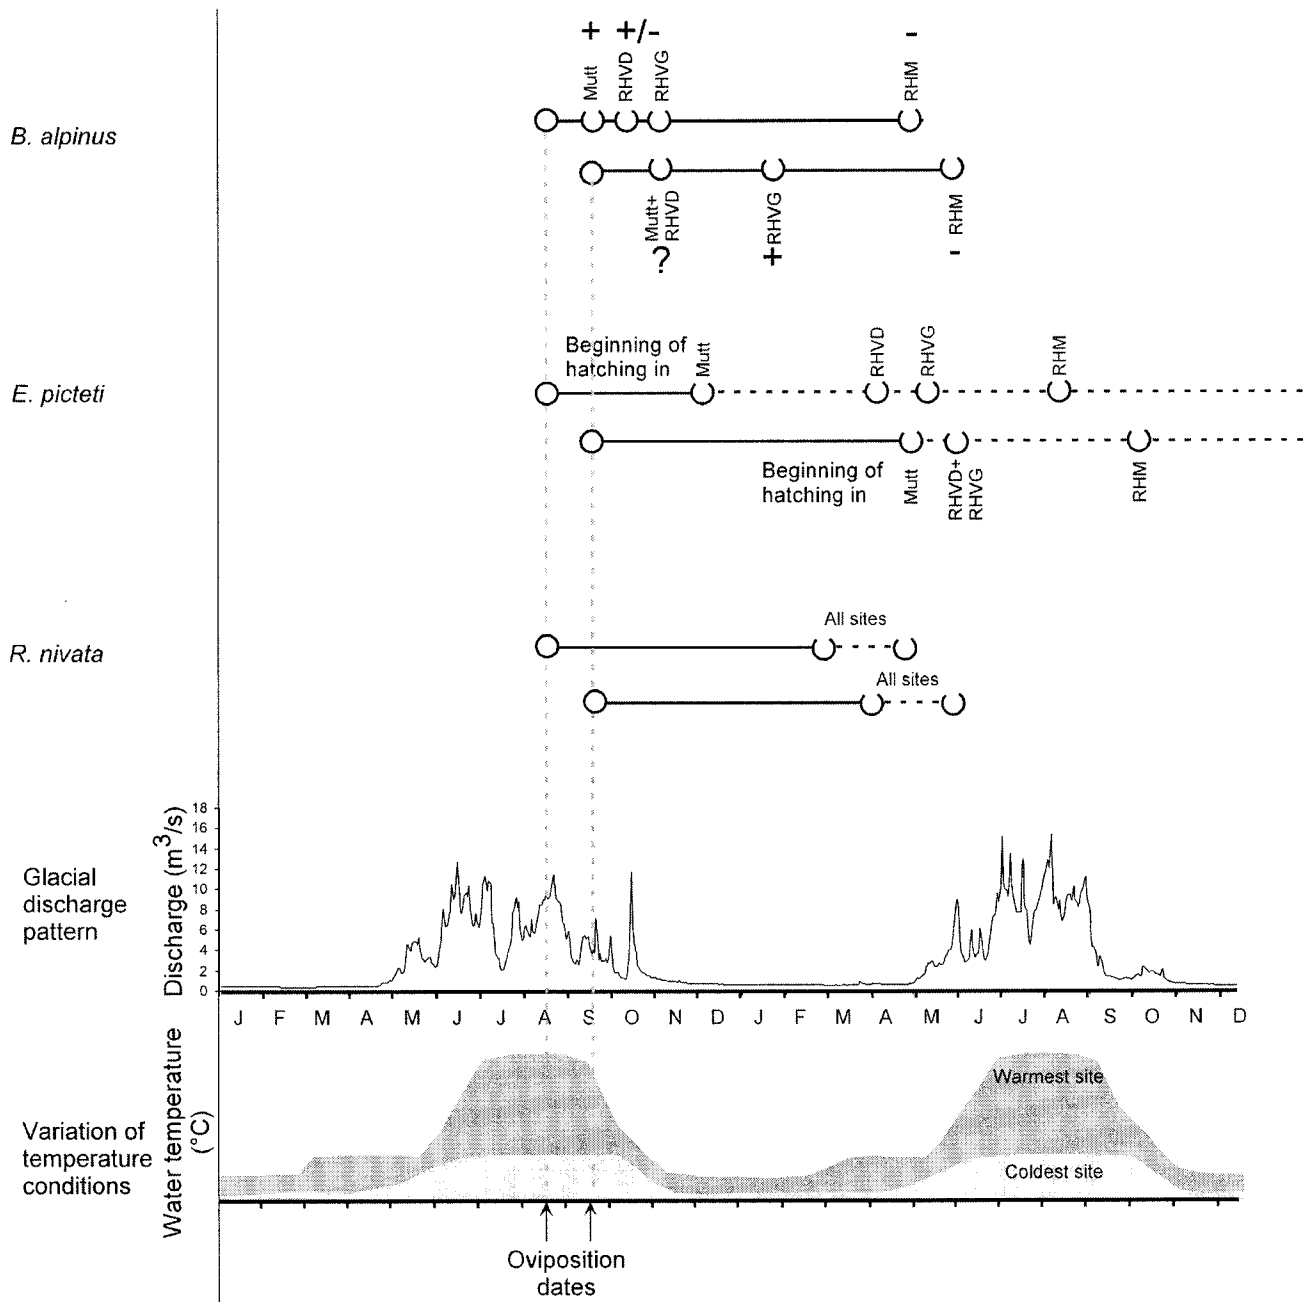 + +/- -
Mutt RHVD RHVG RHM
B. alpinus
Mutt+
RHVD
RHVG
RHM
? + -
Beginning of
hatching in
Mutt RHVD RHVG RHM
E. picteti
Beginning of
hatching in
Mutt
RHVD+
RHVG
RHM
All sites
R. nivata
All sites
Glacial
discharge
pattern
Discharge (m³/s)
18
16
14
12
10
8
6
4
2
0
J F M A M J J A S O N D J F M A M J J A S O N D
Variation of
temperature
conditions
Water temperature
(°C)
Warmest site
Coldest site
Oviposition
dates